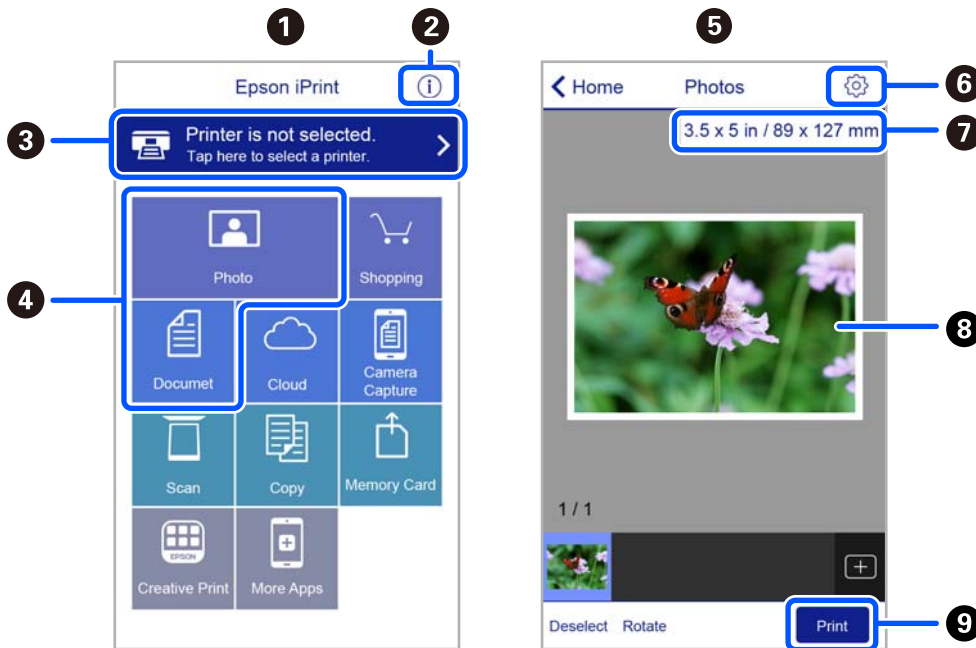 1
2
5
Epson iPrint
i
< Home
Photos
6
3
Printer is not selected.
Tap here to select a printer.
3.5 x 5 in / 89 x 127 mm
7
Photo
Shopping
4
8
Documet
Cloud
Camera
Capture
Scan
Copy
Memory Card
1 / 1
EPSON
Creative Print
More Apps
Deselect
Rotate
Print
9